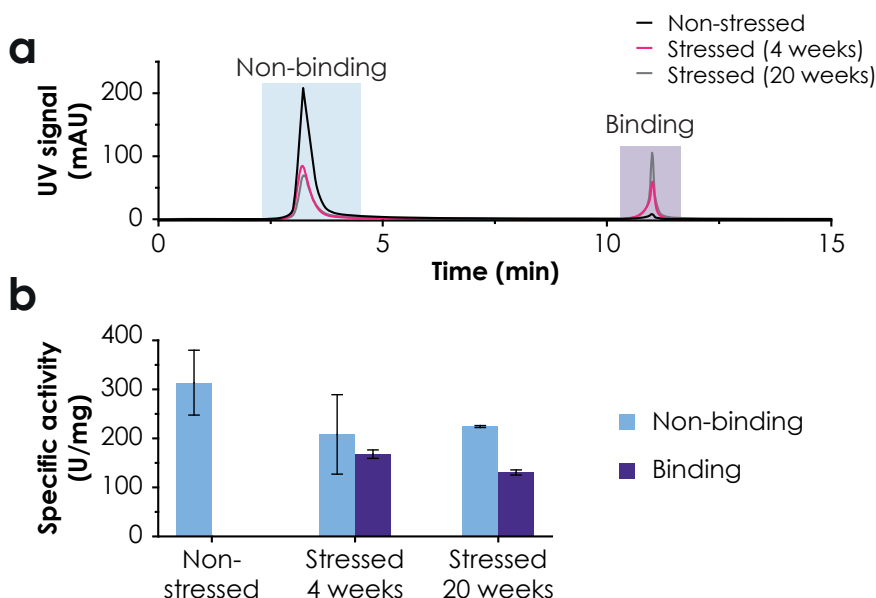 a
Non-stressed
Stressed (4 weeks)
Stressed (20 weeks)
Non-binding
Binding
UV signal
(mAU)
200
100
0
0
5
10
15
Time (min)
b
Specific activity
(U/mg)
400
300
200
100
0
Non-binding
Binding
Non-
stressed
Stressed
4 weeks
Stressed
20 weeks